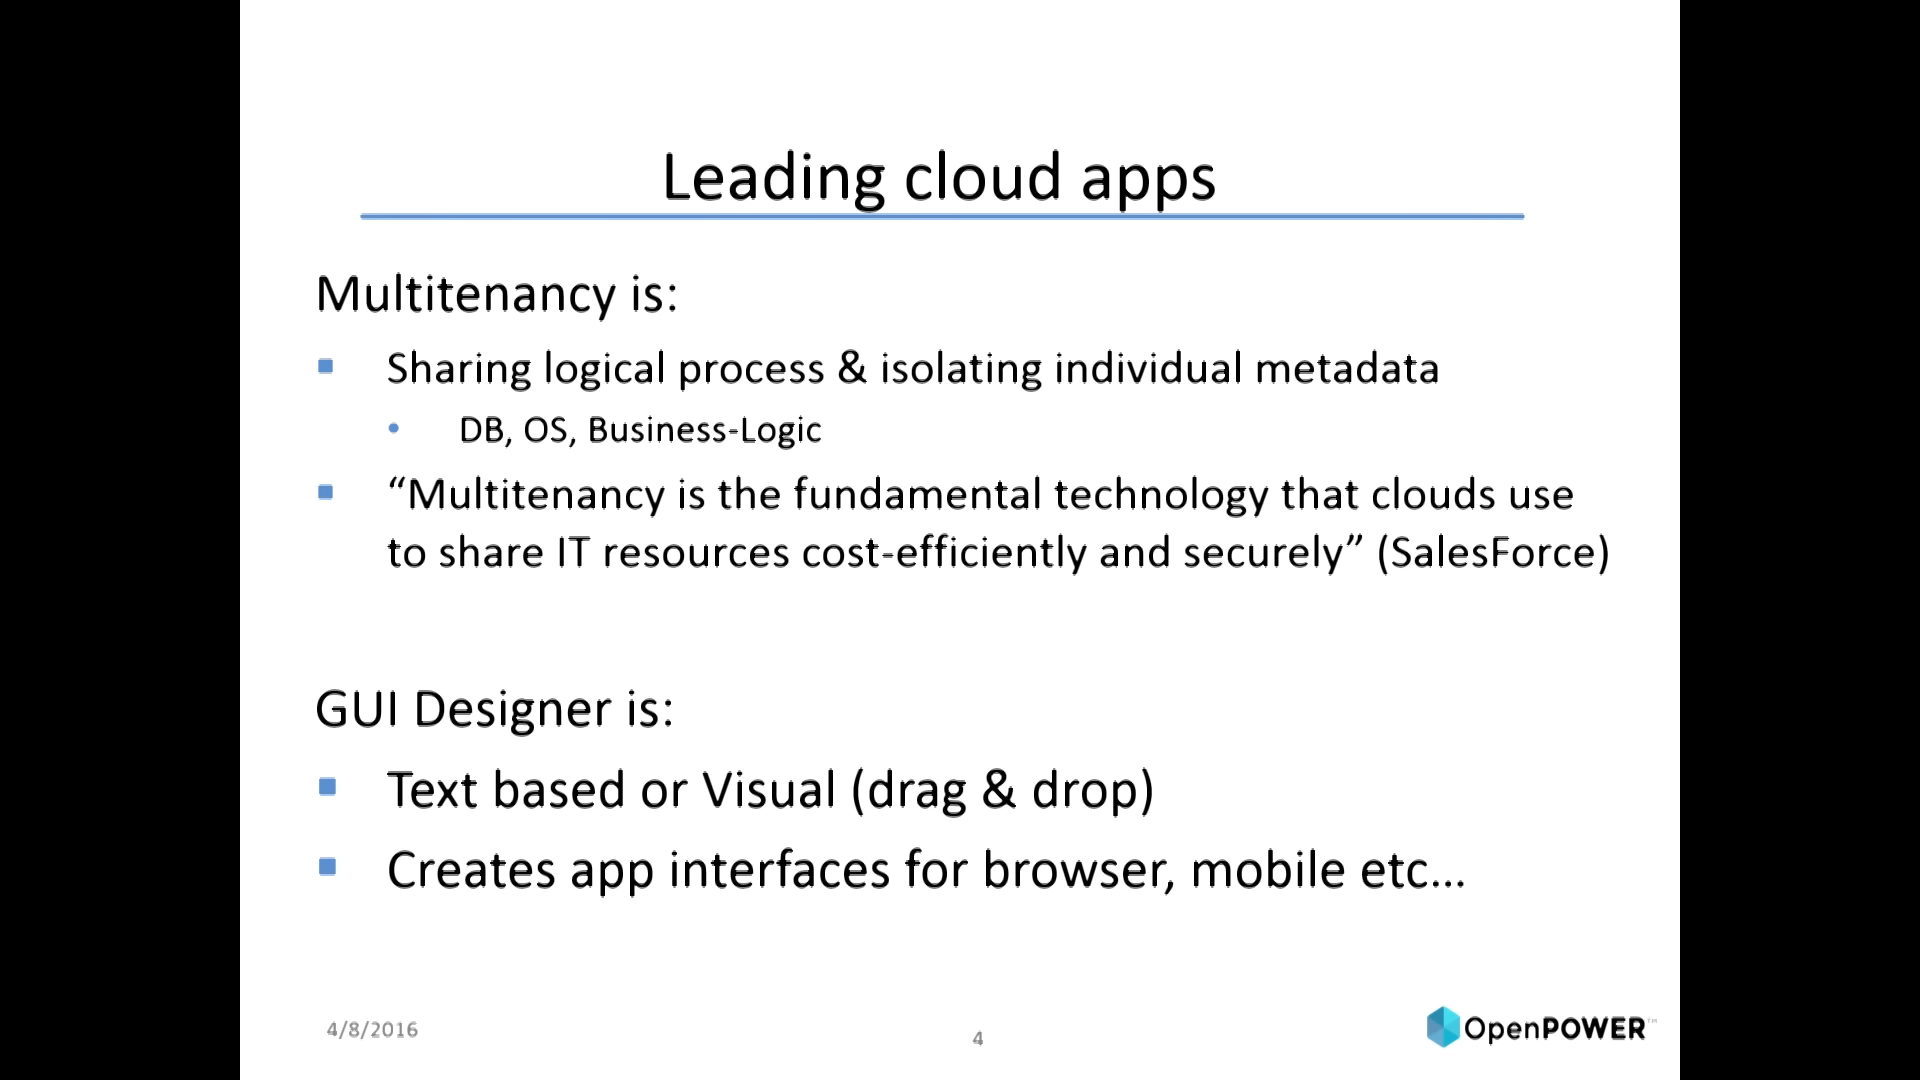 Leading cloud apps
Multitenancy is:
Sharing logical process & isolating individual metadata
DB, OS, Business-Logic
“Multitenancy is the fundamental technology that clouds use
to share IT resources cost-efficiently and securely” (SalesForce)
GUI Designer is:
Text based or Visual (drag & drop)
Creates app interfaces for browser, mobile etc…
4/8/2016
4
OpenPOWER™